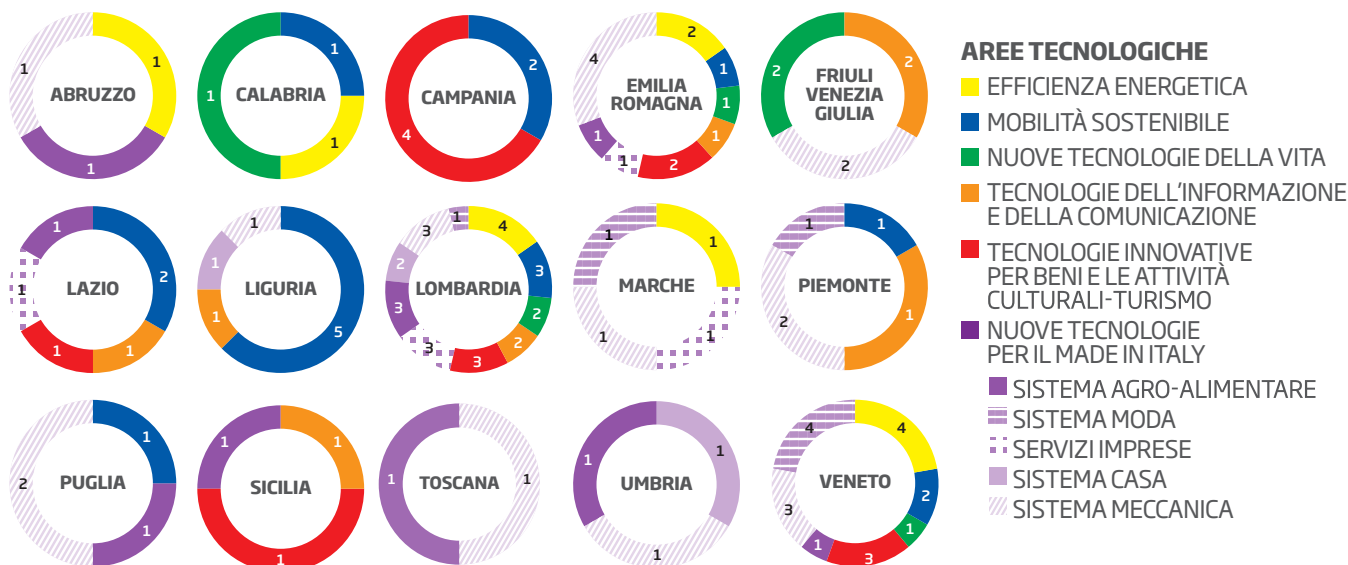 1
1
1
ABRUZZO
1
1
1
CALABRIA
2
4
CAMPANIA
2
1
1
1
2
1
1
4
EMILIA
ROMAGNA
2
2
2
FRIULI
VENEZIA
GIULIA
2
1
1
1
1
LAZIO
5
1
1
1
LIGURIA
4
3
2
2
3
3
3
2
3
1
LOMBARDIA
1
1
1
1
MARCHE
1
1
2
1
PIEMONTE
1
1
2
PUGLIA
1
1
1
SICILIA
1
1
TOSCANA
1
1
1
UMBRIA
4
2
1
3
1
3
4
VENETO
AREE TECNOLOGICHE
EFFICIENZA ENERGETICA
MOBILITÀ SOSTENIBILE
NUOVE TECNOLOGIE DELLA VITA
TECNOLOGIE DELL'INFORMAZIONE
E DELLA COMUNICAZIONE
TECNOLOGIE INNOVATIVE
PER BENI E LE ATTIVITÀ
CULTURALI-TURISMO
NUOVE TECNOLOGIE
PER IL MADE IN ITALY
SISTEMA AGRO-ALIMENTARE
SISTEMA MODA
SERVIZI IMPRESE
SISTEMA CASA
SISTEMA MECCANICA